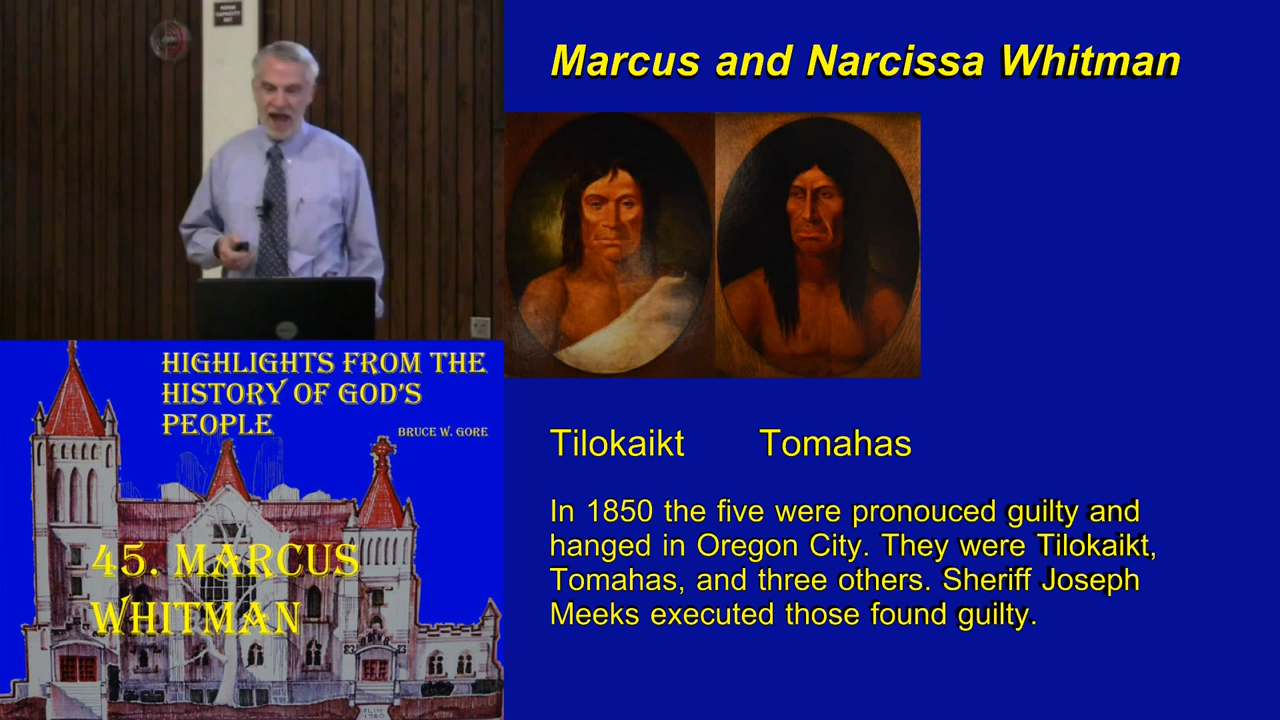 ROOM
CAPACITY
Marcus and Narcissa Whitman
HIGHLIGHTS FROM THE
HISTORY OF GOD'S
PEOPLE
BRUCE W. GORE
45. MARCUS
WHITMAN
Tilokaikt Tomahas
In 1850 the five were pronouced guilty and
hanged in Oregon City. They were Tilokaikt,
Tomahas, and three others. Sheriff Joseph
Meeks executed those found guilty.